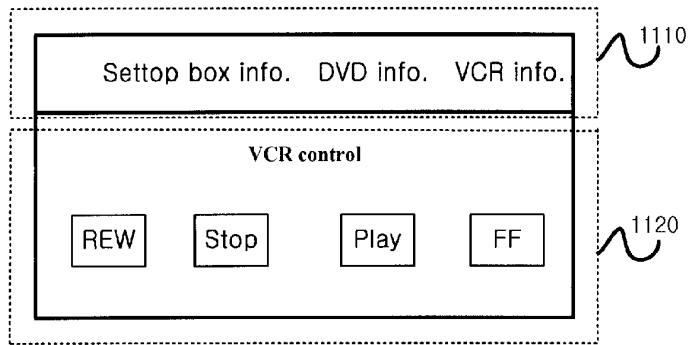 1110
Settop box info. DVD info. VCR info.
VCR control
REW Stop Play FF
1120